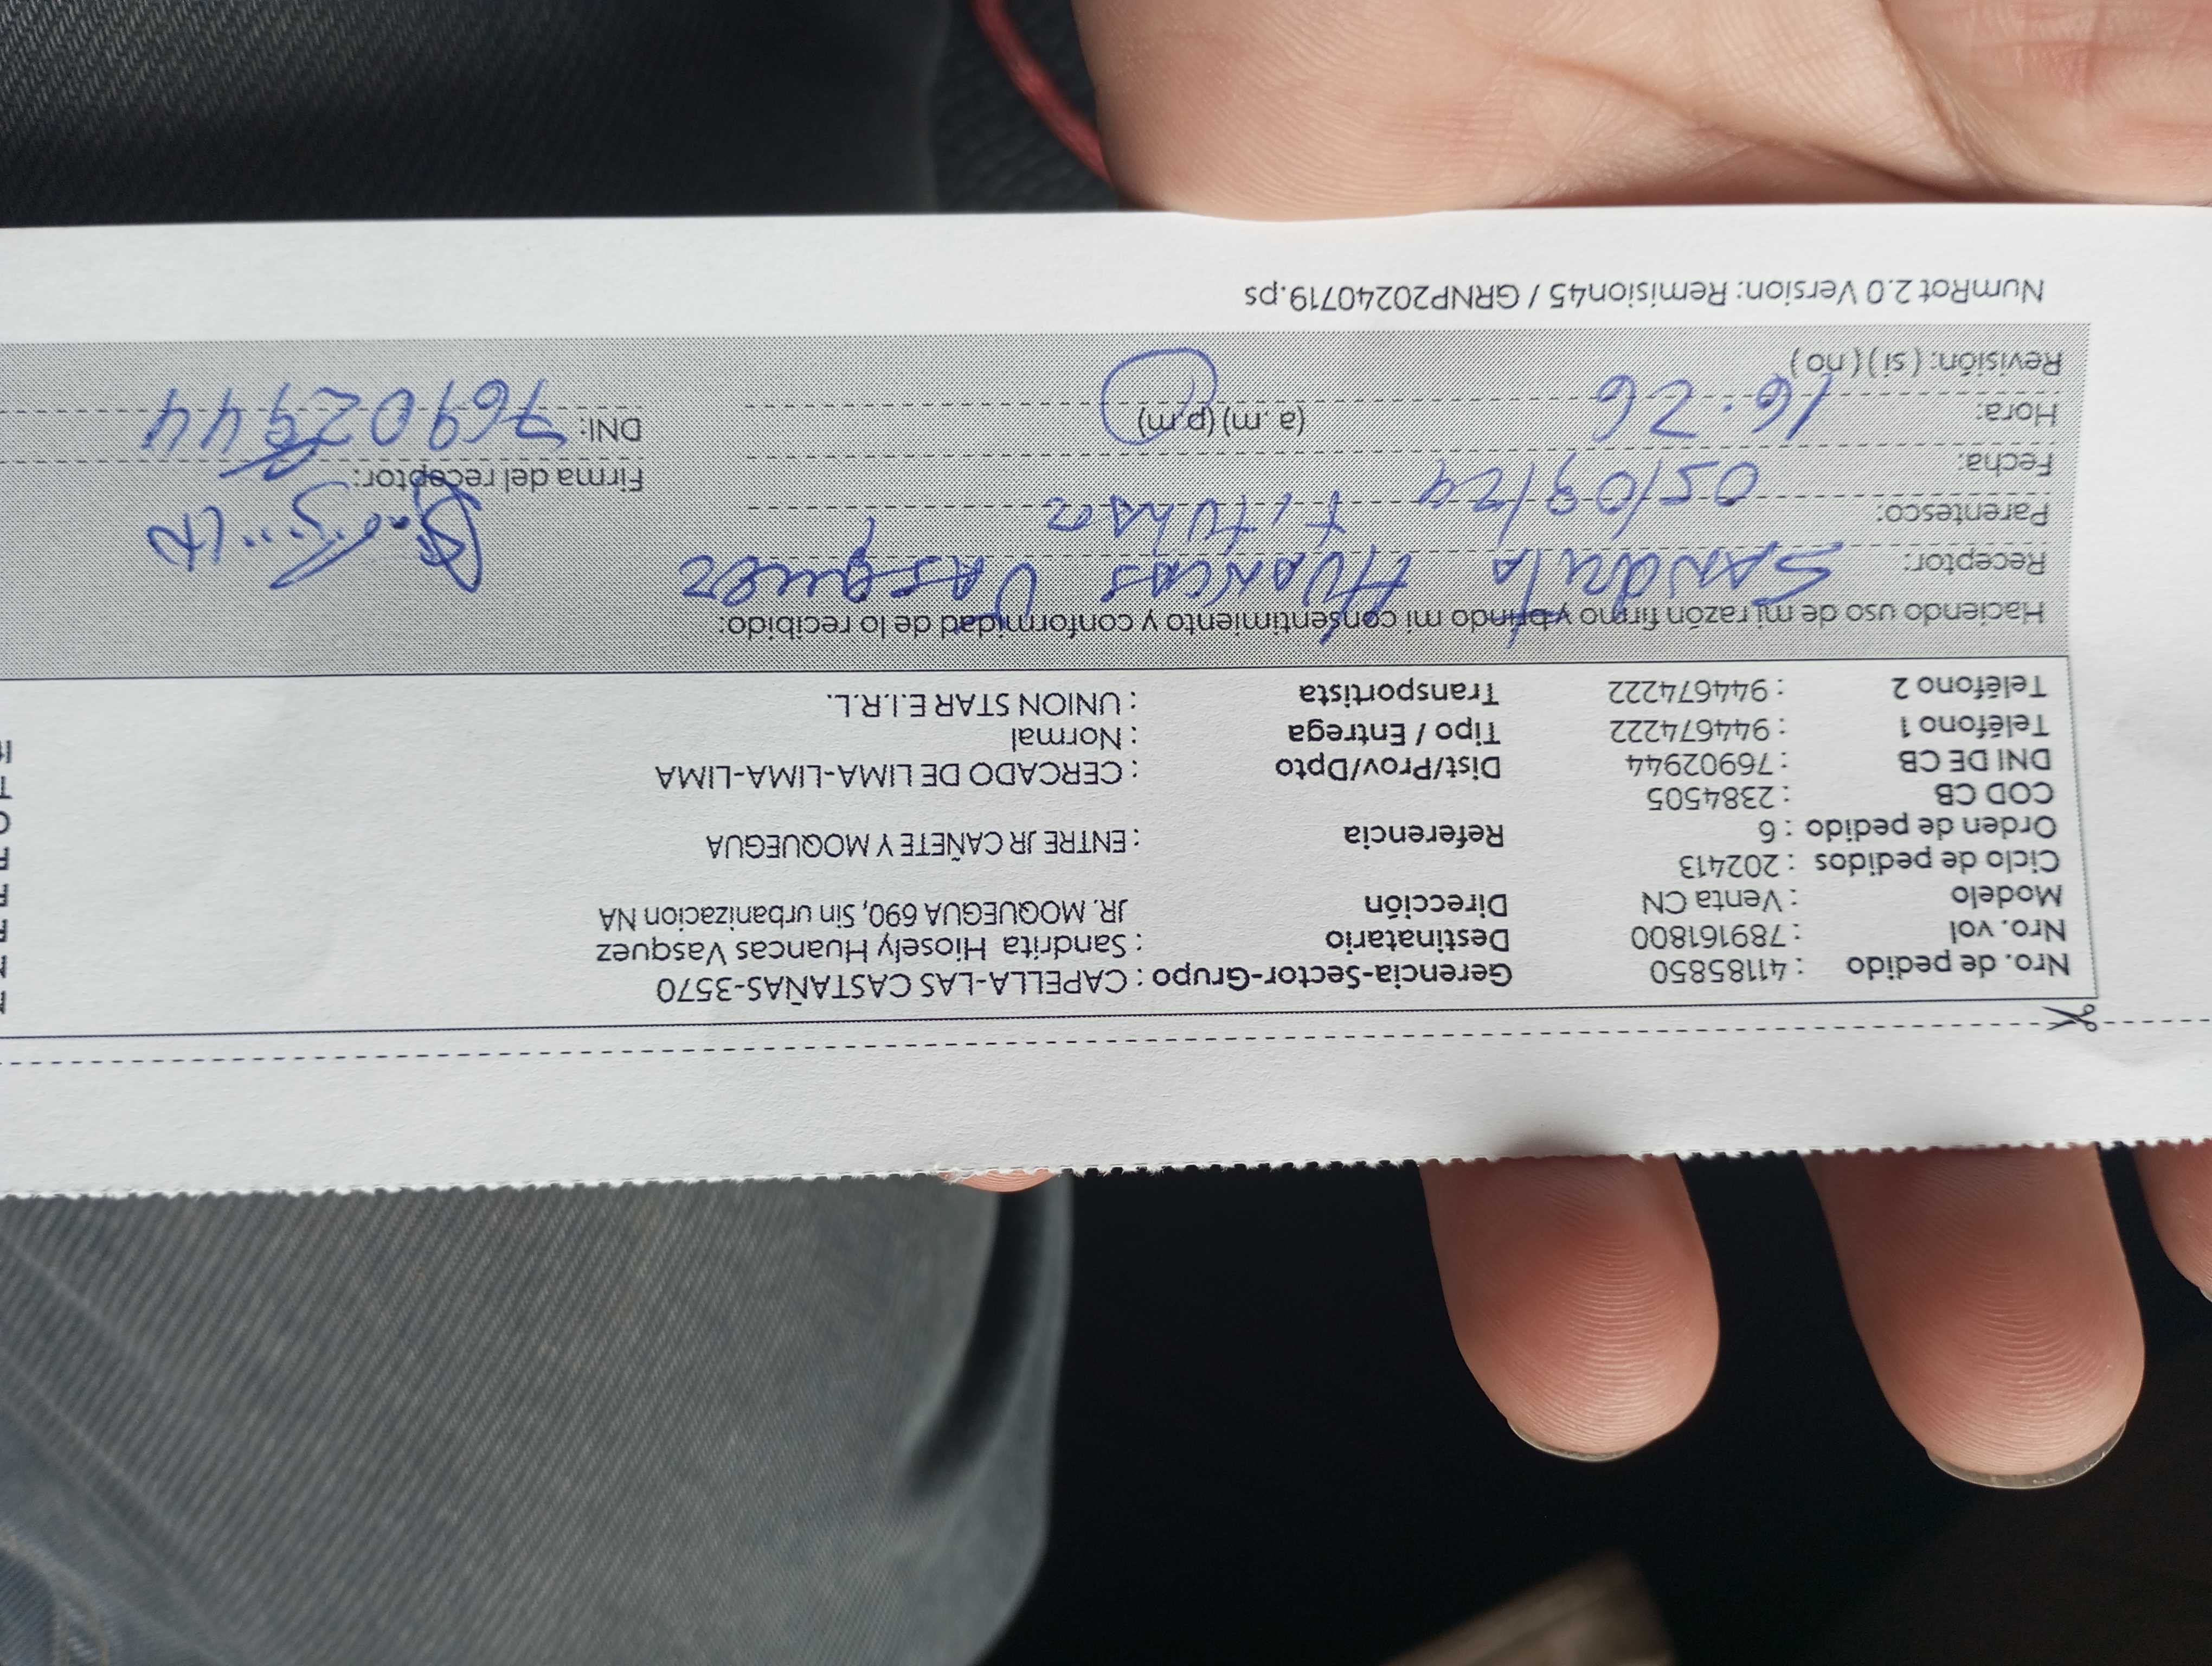 Nro. de pedido : 41185850 Gerencia-Sector-Grupo : CAPELLA-LAS CASTAÑAS-3570
Nro. vol : 789161800 Destinatario : Sandrita Hiosely Huancas Vasquez
Modelo : Venta CN Dirección JR. MOQUEGUA 690, Sin urbanizacion NA
Ciclo de pedidos : 202413
Orden de pedido : 6 Referencia : ENTRE JR CAÑETE Y MOQUEGUA
COD CB : 2384505
DNI DE CB : 76902944 Dist/Prov/Dpto : CERCADO DE LIMA-LIMA-LIMA
Teléfono 1 : 944674222 Tipo / Entrega : Normal
Teléfono 2 : 944674222 Transportista : UNION STAR E.I.R.L.
Haciendo uso de mi razón firmo y brindo mi consentimiento y conformidad de lo recibido:
Receptor: Sandrita Huancas Vasquez
Parentesco: titular
Fecha: 05/09/24 Firma del receptor:
Hora: 16:26 (a.m) (p.m) DNI: 76902944
Revisión: ( si ) ( no )
NumRot 2.0 Version: Remision45 / GRNP20240719.ps